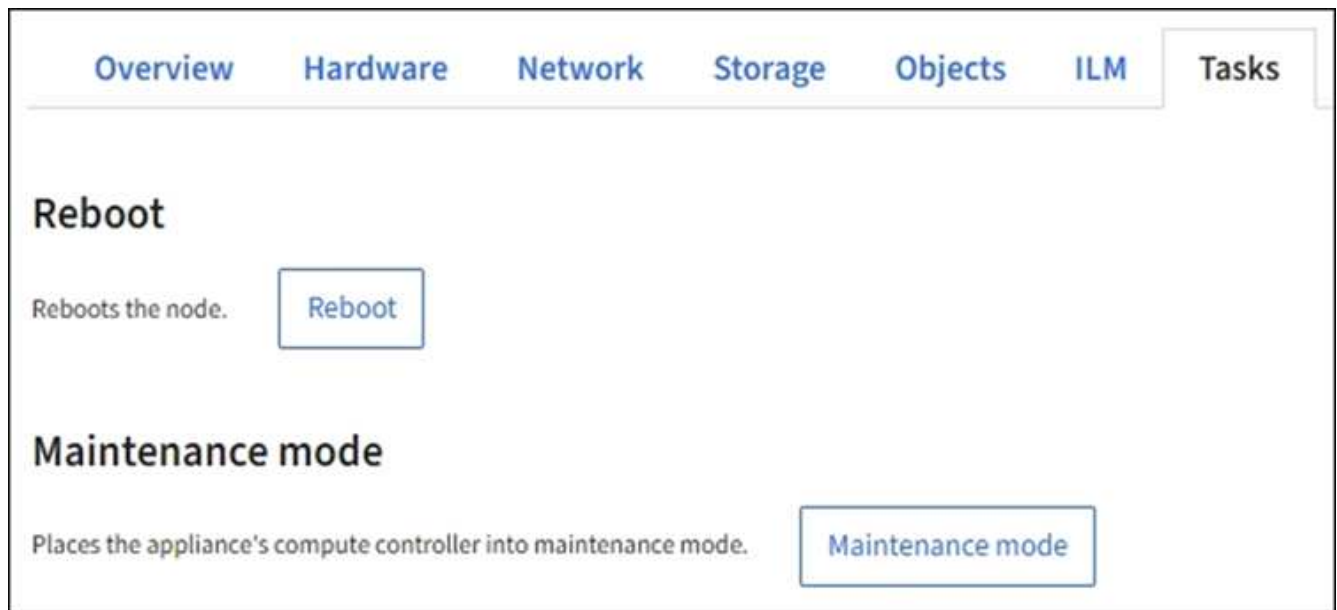 Overview Hardware Network Storage Objects ILM Tasks
Reboot
Reboots the node. Reboot
Maintenance mode
Places the appliance's compute controller into maintenance mode. Maintenance mode